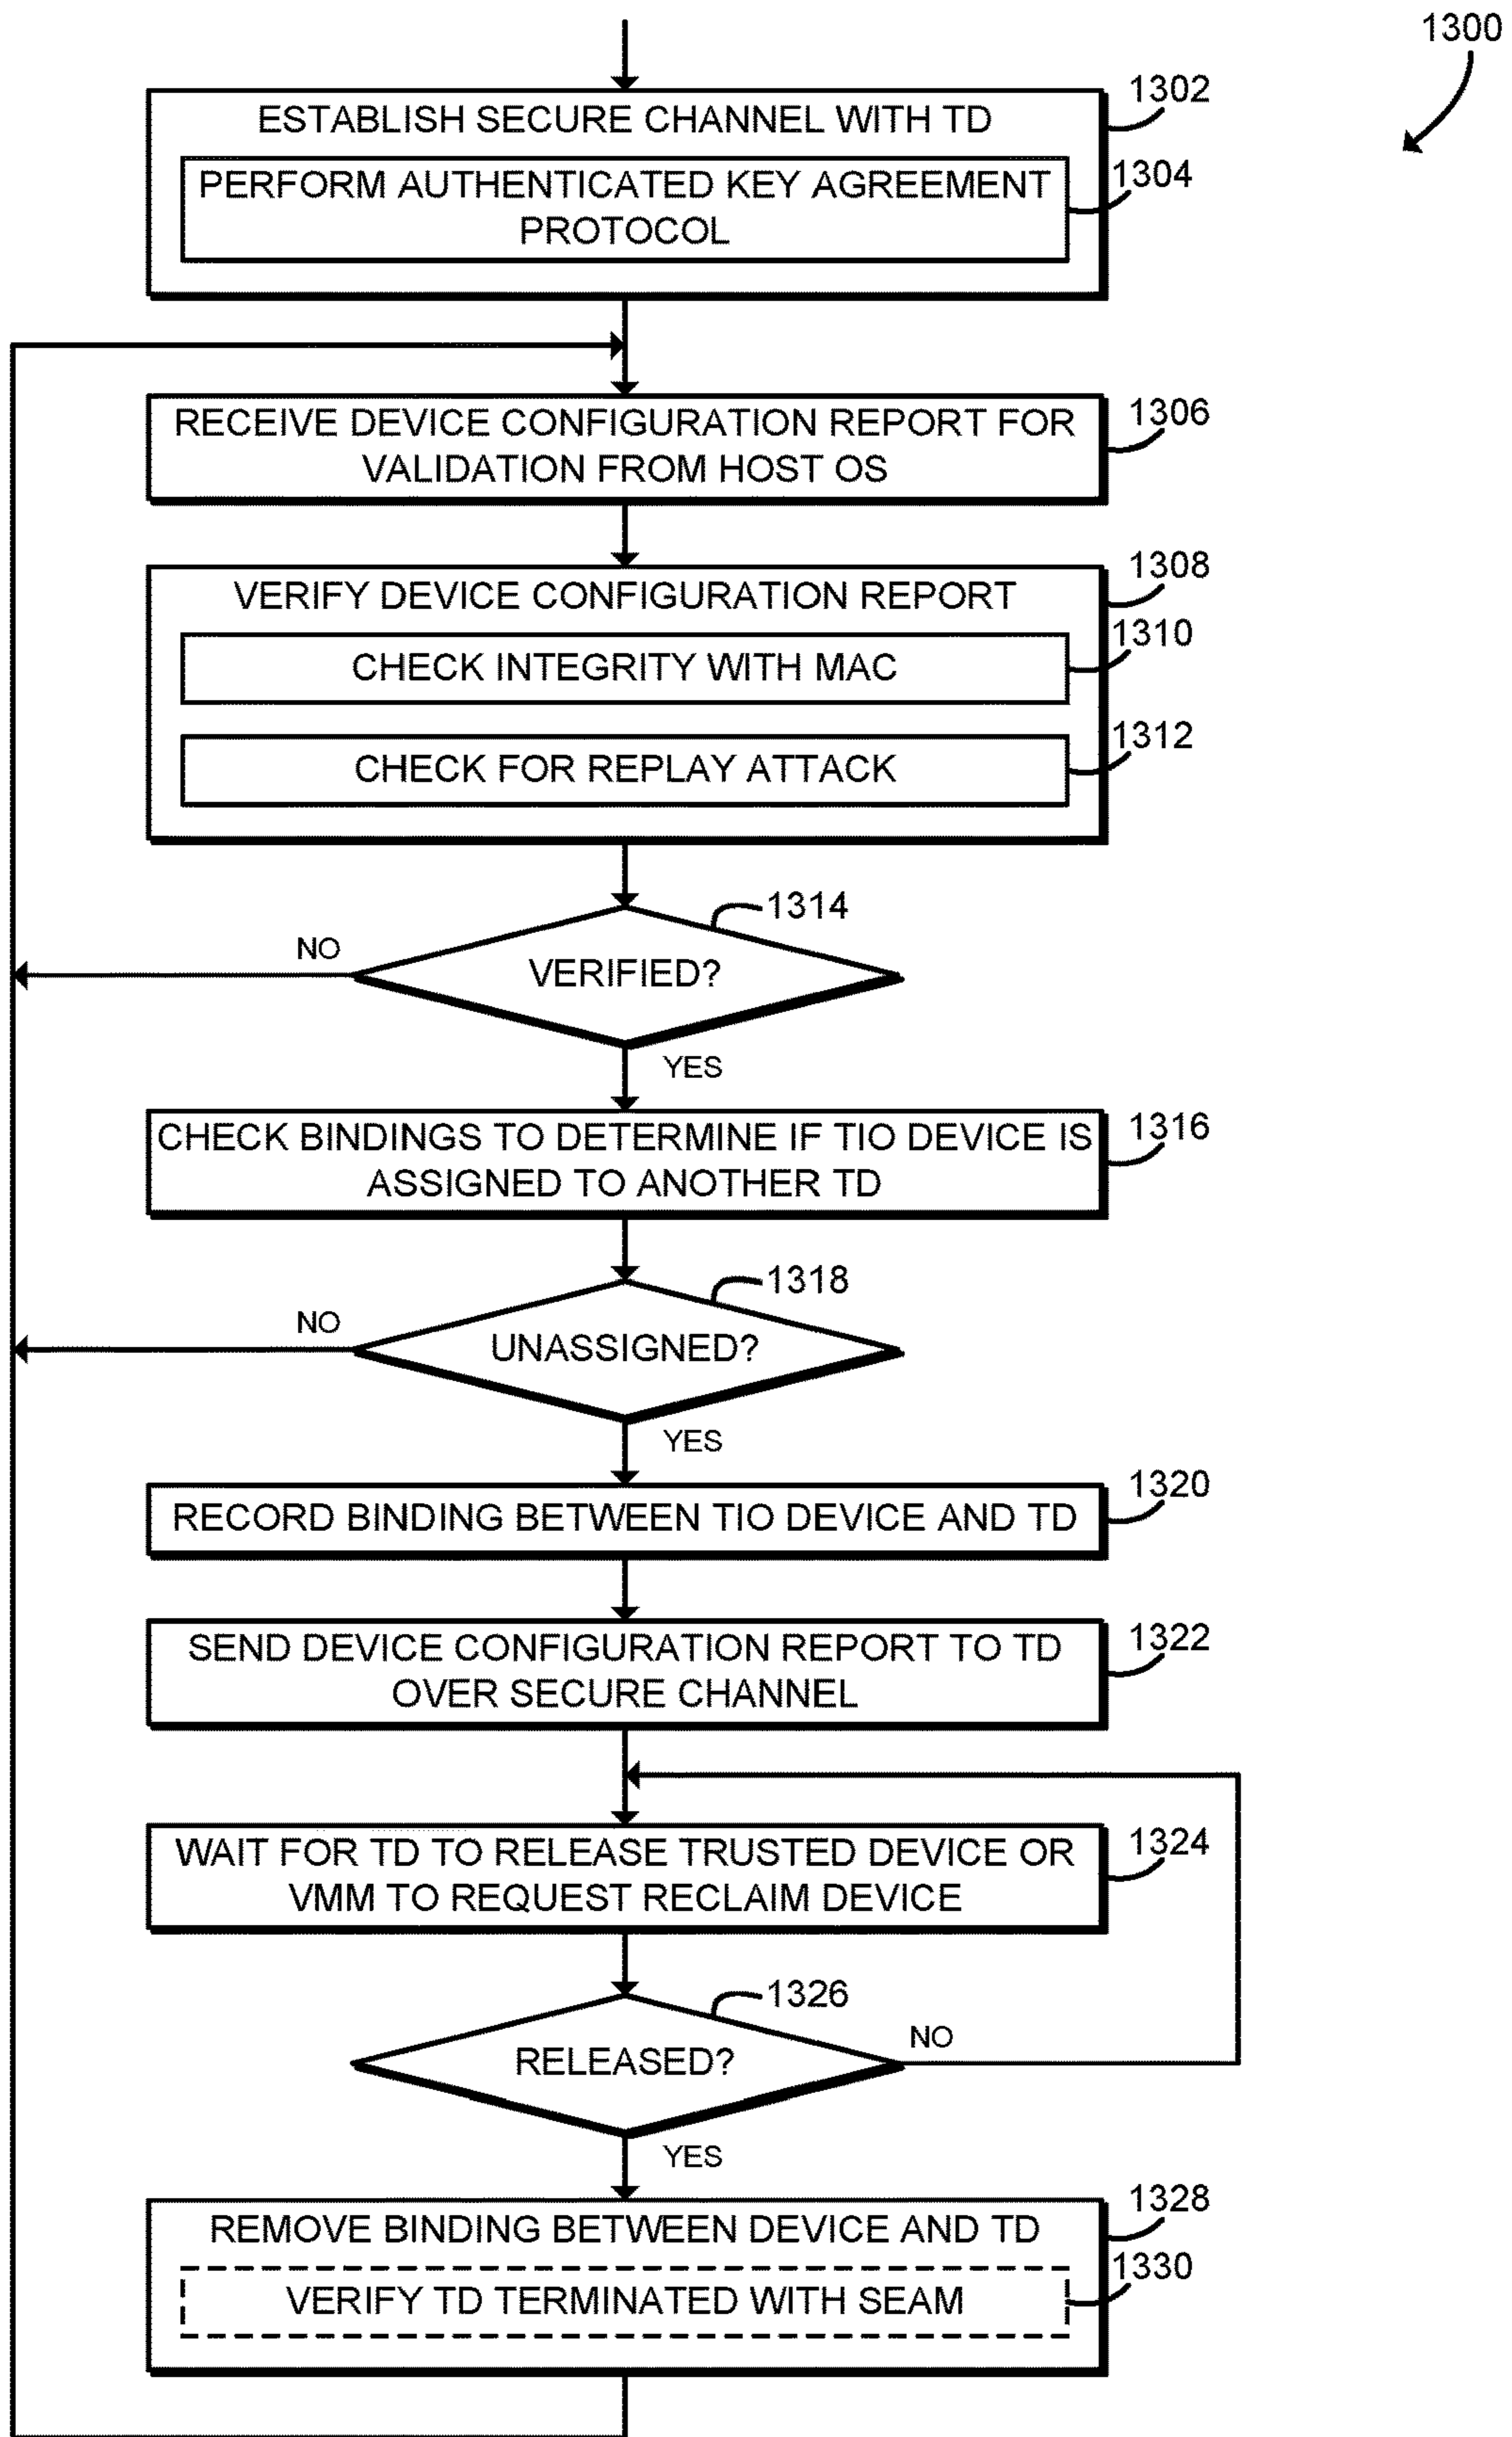 1300
ESTABLISH SECURE CHANNEL WITH TD
1302
PERFORM AUTHENTICATED KEY AGREEMENT
PROTOCOL
1304
RECEIVE DEVICE CONFIGURATION REPORT FOR
VALIDATION FROM HOST OS
1306
VERIFY DEVICE CONFIGURATION REPORT
1308
CHECK INTEGRITY WITH MAC
1310
CHECK FOR REPLAY ATTACK
1312
1314
VERIFIED?
NO
YES
CHECK BINDINGS TO DETERMINE IF TIO DEVICE IS
ASSIGNED TO ANOTHER TD
1316
1318
UNASSIGNED?
NO
YES
RECORD BINDING BETWEEN TIO DEVICE AND TD
1320
SEND DEVICE CONFIGURATION REPORT TO TD
OVER SECURE CHANNEL
1322
WAIT FOR TD TO RELEASE TRUSTED DEVICE OR
VMM TO REQUEST RECLAIM DEVICE
1324
1326
RELEASED?
NO
YES
REMOVE BINDING BETWEEN DEVICE AND TD
1328
VERIFY TD TERMINATED WITH SEAM
1330